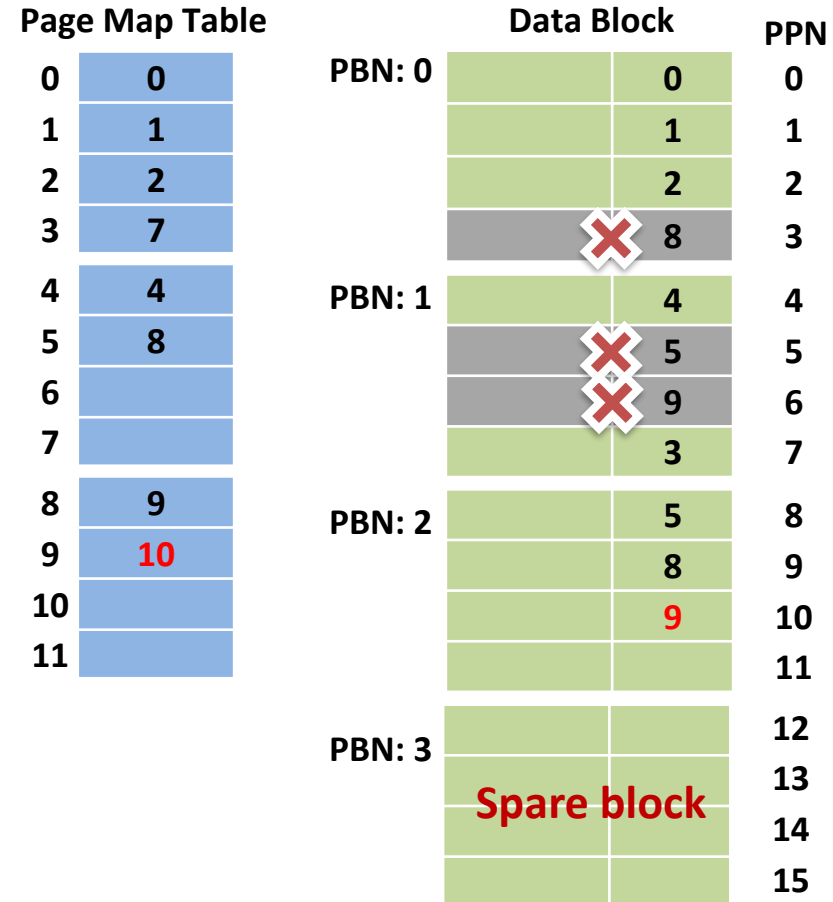 Page Map Table Data Block PPN
0 0 PBN: 0 0 0
1 1 1 1
2 2 2 2
3 7 8 3
4 4 PBN: 1 4 4
5 8 5 5
6 9 6
7 3 7
8 9 PBN: 2 5 8
9 10 8 9
10 9 10
11 11
PBN: 3 12
13
Spare block
14
15